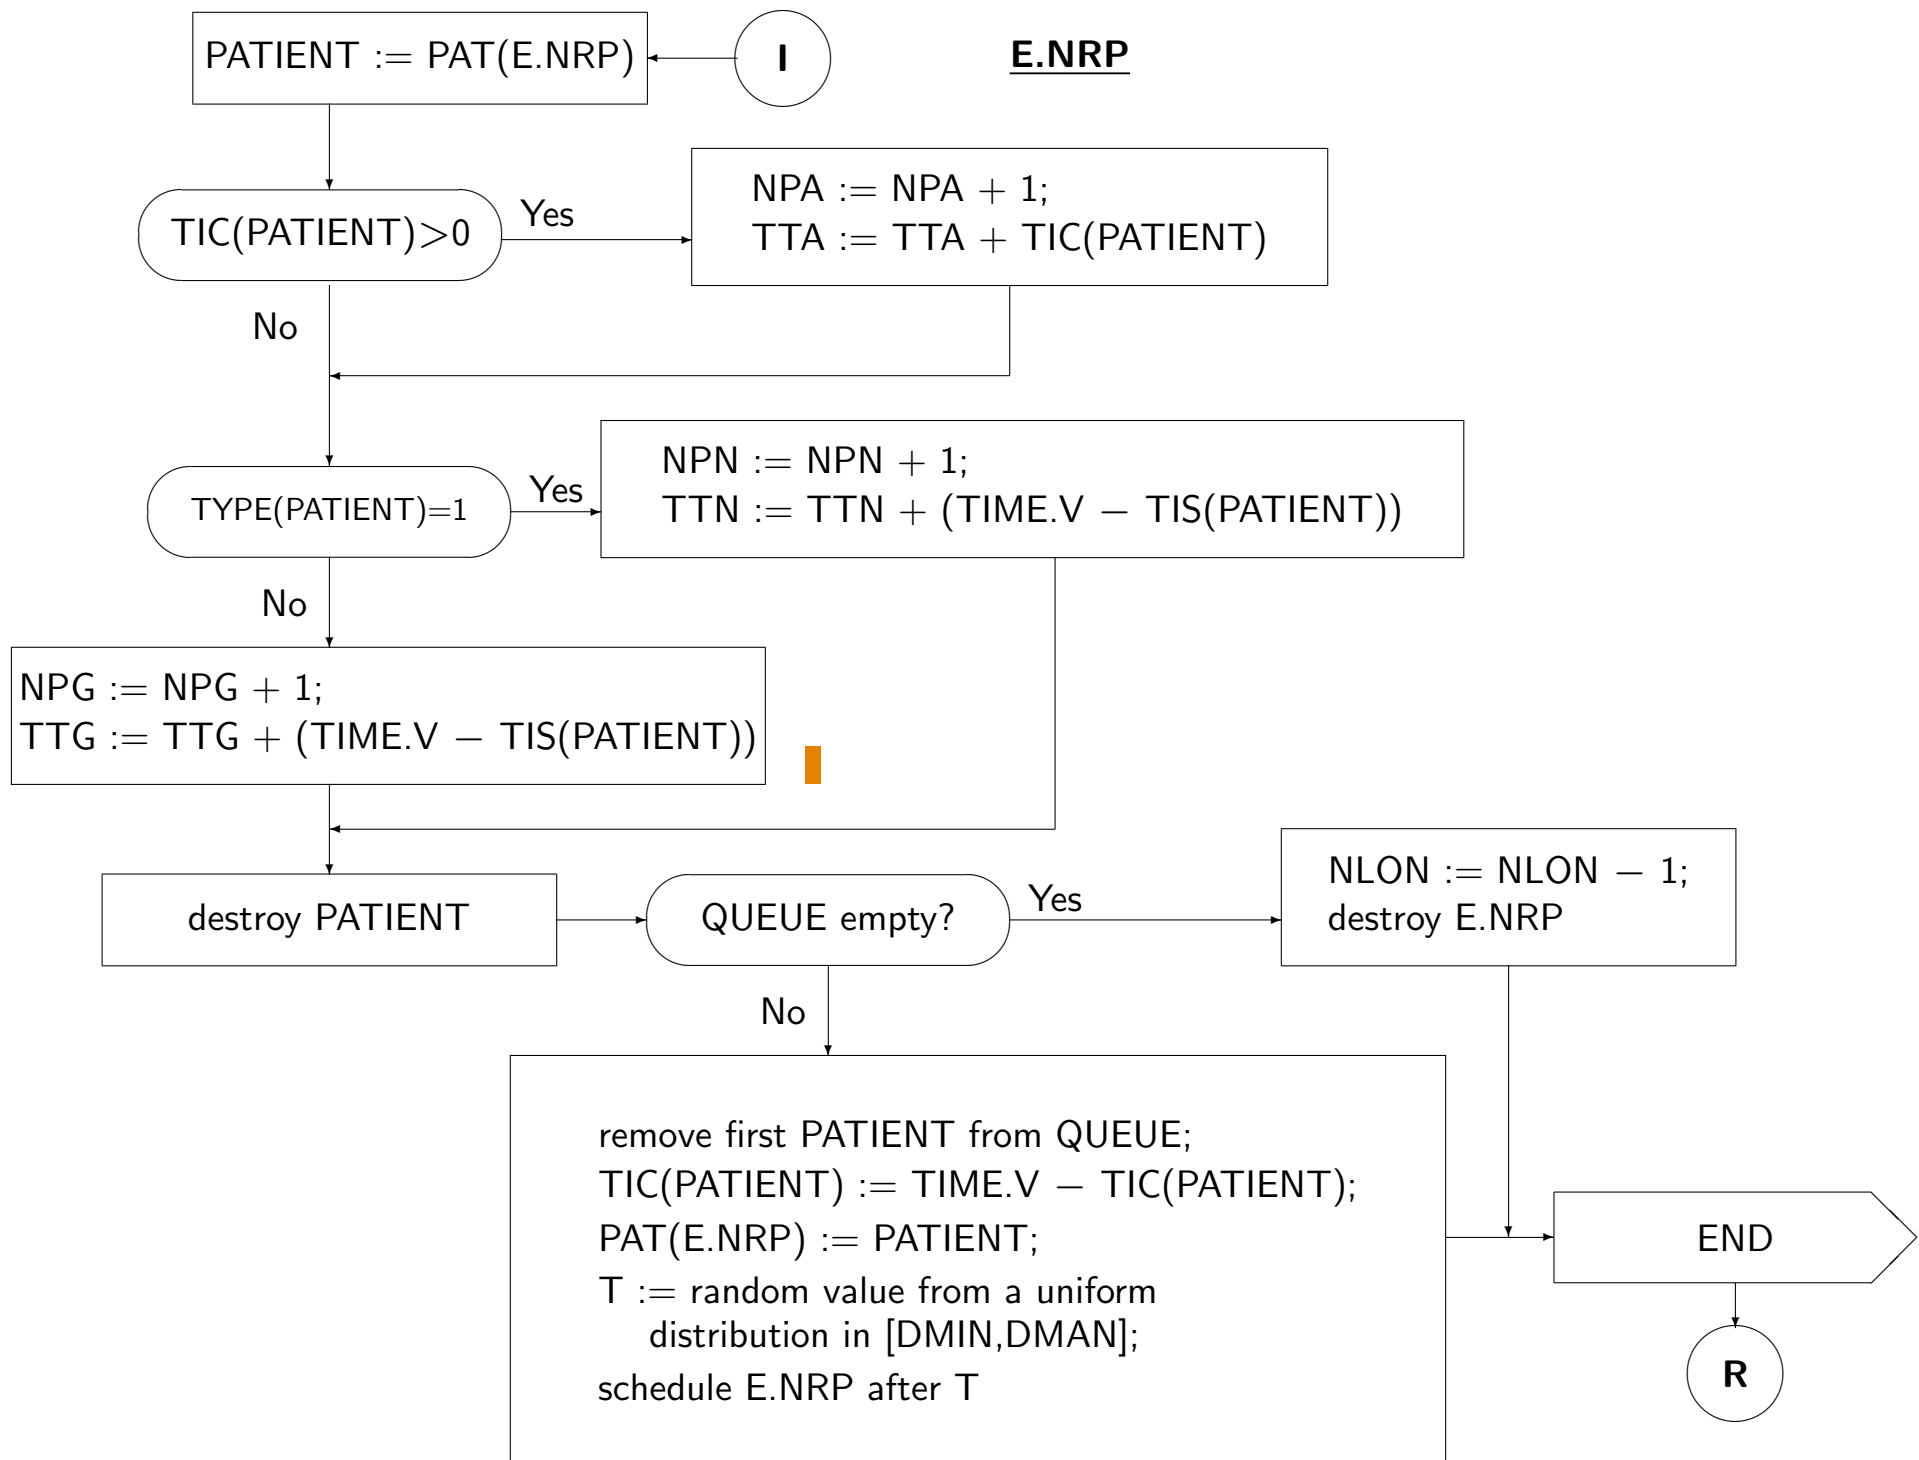 PATIENT := PAT(E.NRP)
I
E.NRP
TIC(PATIENT)>0
Yes
NPA := NPA + 1;
TTA := TTA + TIC(PATIENT)
No
TYPE(PATIENT)=1
Yes
NPN := NPN + 1;
TTN := TTN + (TIME.V − TIS(PATIENT))
No
NPG := NPG + 1;
TTG := TTG + (TIME.V − TIS(PATIENT))
destroy PATIENT
QUEUE empty?
Yes
NLON := NLON − 1;
destroy E.NRP
No
remove first PATIENT from QUEUE;
TIC(PATIENT) := TIME.V − TIC(PATIENT);
PAT(E.NRP) := PATIENT;
T := random value from a uniform
distribution in [DMIN,DMAN];
schedule E.NRP after T
END
R